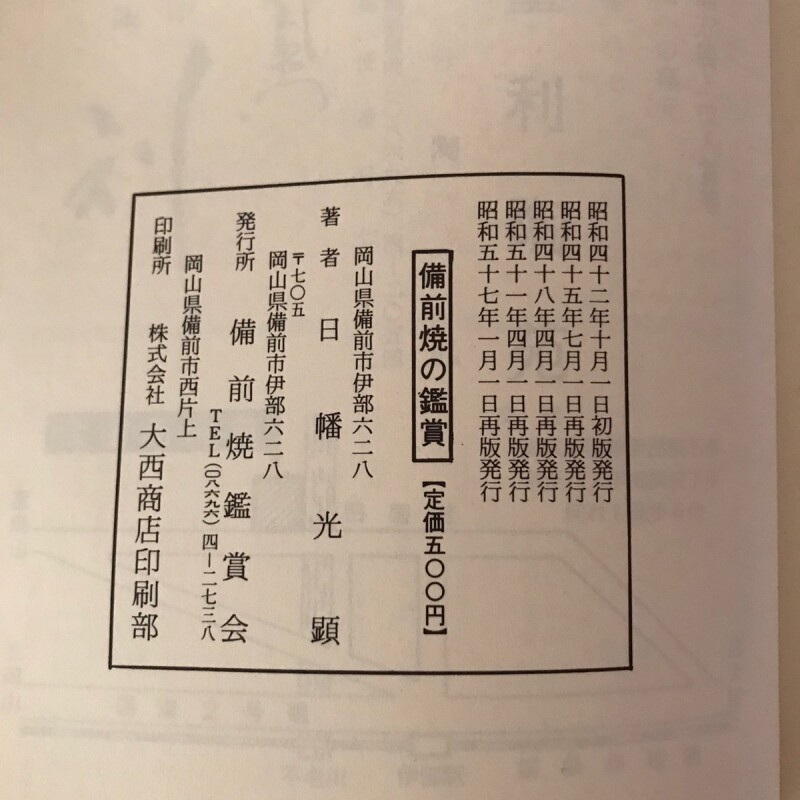 昭和四十二年十月一日初版発行
昭和四十五年七月一日再版発行
昭和四十八年四月一日再版発行
昭和五十一年四月一日再版発行
昭和五十七年一月一日再版発行
備前焼の鑑賞 【定価五〇〇円】
岡山県備前市伊部六二八
著者 日幡光顕
〒七〇五
岡山県備前市伊部六二八
発行所 備前焼鑑賞会
TEL(〇八六九六)四―二七三八
岡山県備前市西片上
印刷所 株式会社 大西商店印刷部
利